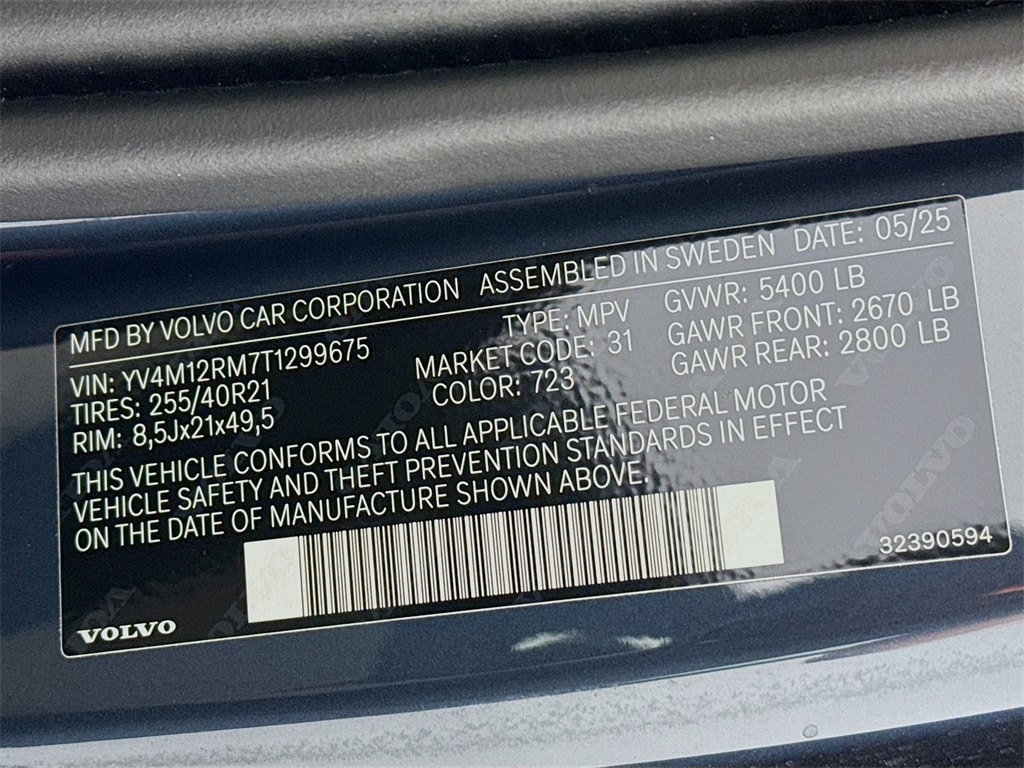 MFD BY VOLVO CAR CORPORATION ASSEMBLED IN SWEDEN DATE: 05/25
VIN: YV4M12RM7T1299675 TYPE: MPV GVWR: 5400 LB
TIRES: 255/40R21 MARKET CODE: 31 GAWR FRONT: 2670 LB
RIM: 8,5Jx21x49,5 COLOR: 723 GAWR REAR: 2800 LB
THIS VEHICLE CONFORMS TO ALL APPLICABLE FEDERAL MOTOR
VEHICLE SAFETY AND THEFT PREVENTION STANDARDS IN EFFECT
ON THE DATE OF MANUFACTURE SHOWN ABOVE.
32390594
VOLVO